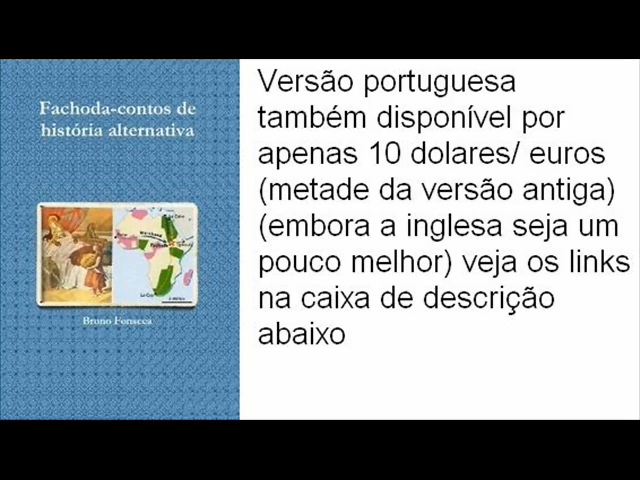 Fachoda-contos de
história alternativa
Bruno Fonseca
Versão portuguesa
também disponível por
apenas 10 dolares/ euros
(metade da versão antiga)
(embora a inglesa seja um
pouco melhor) veja os links
na caixa de descrição
abaixo